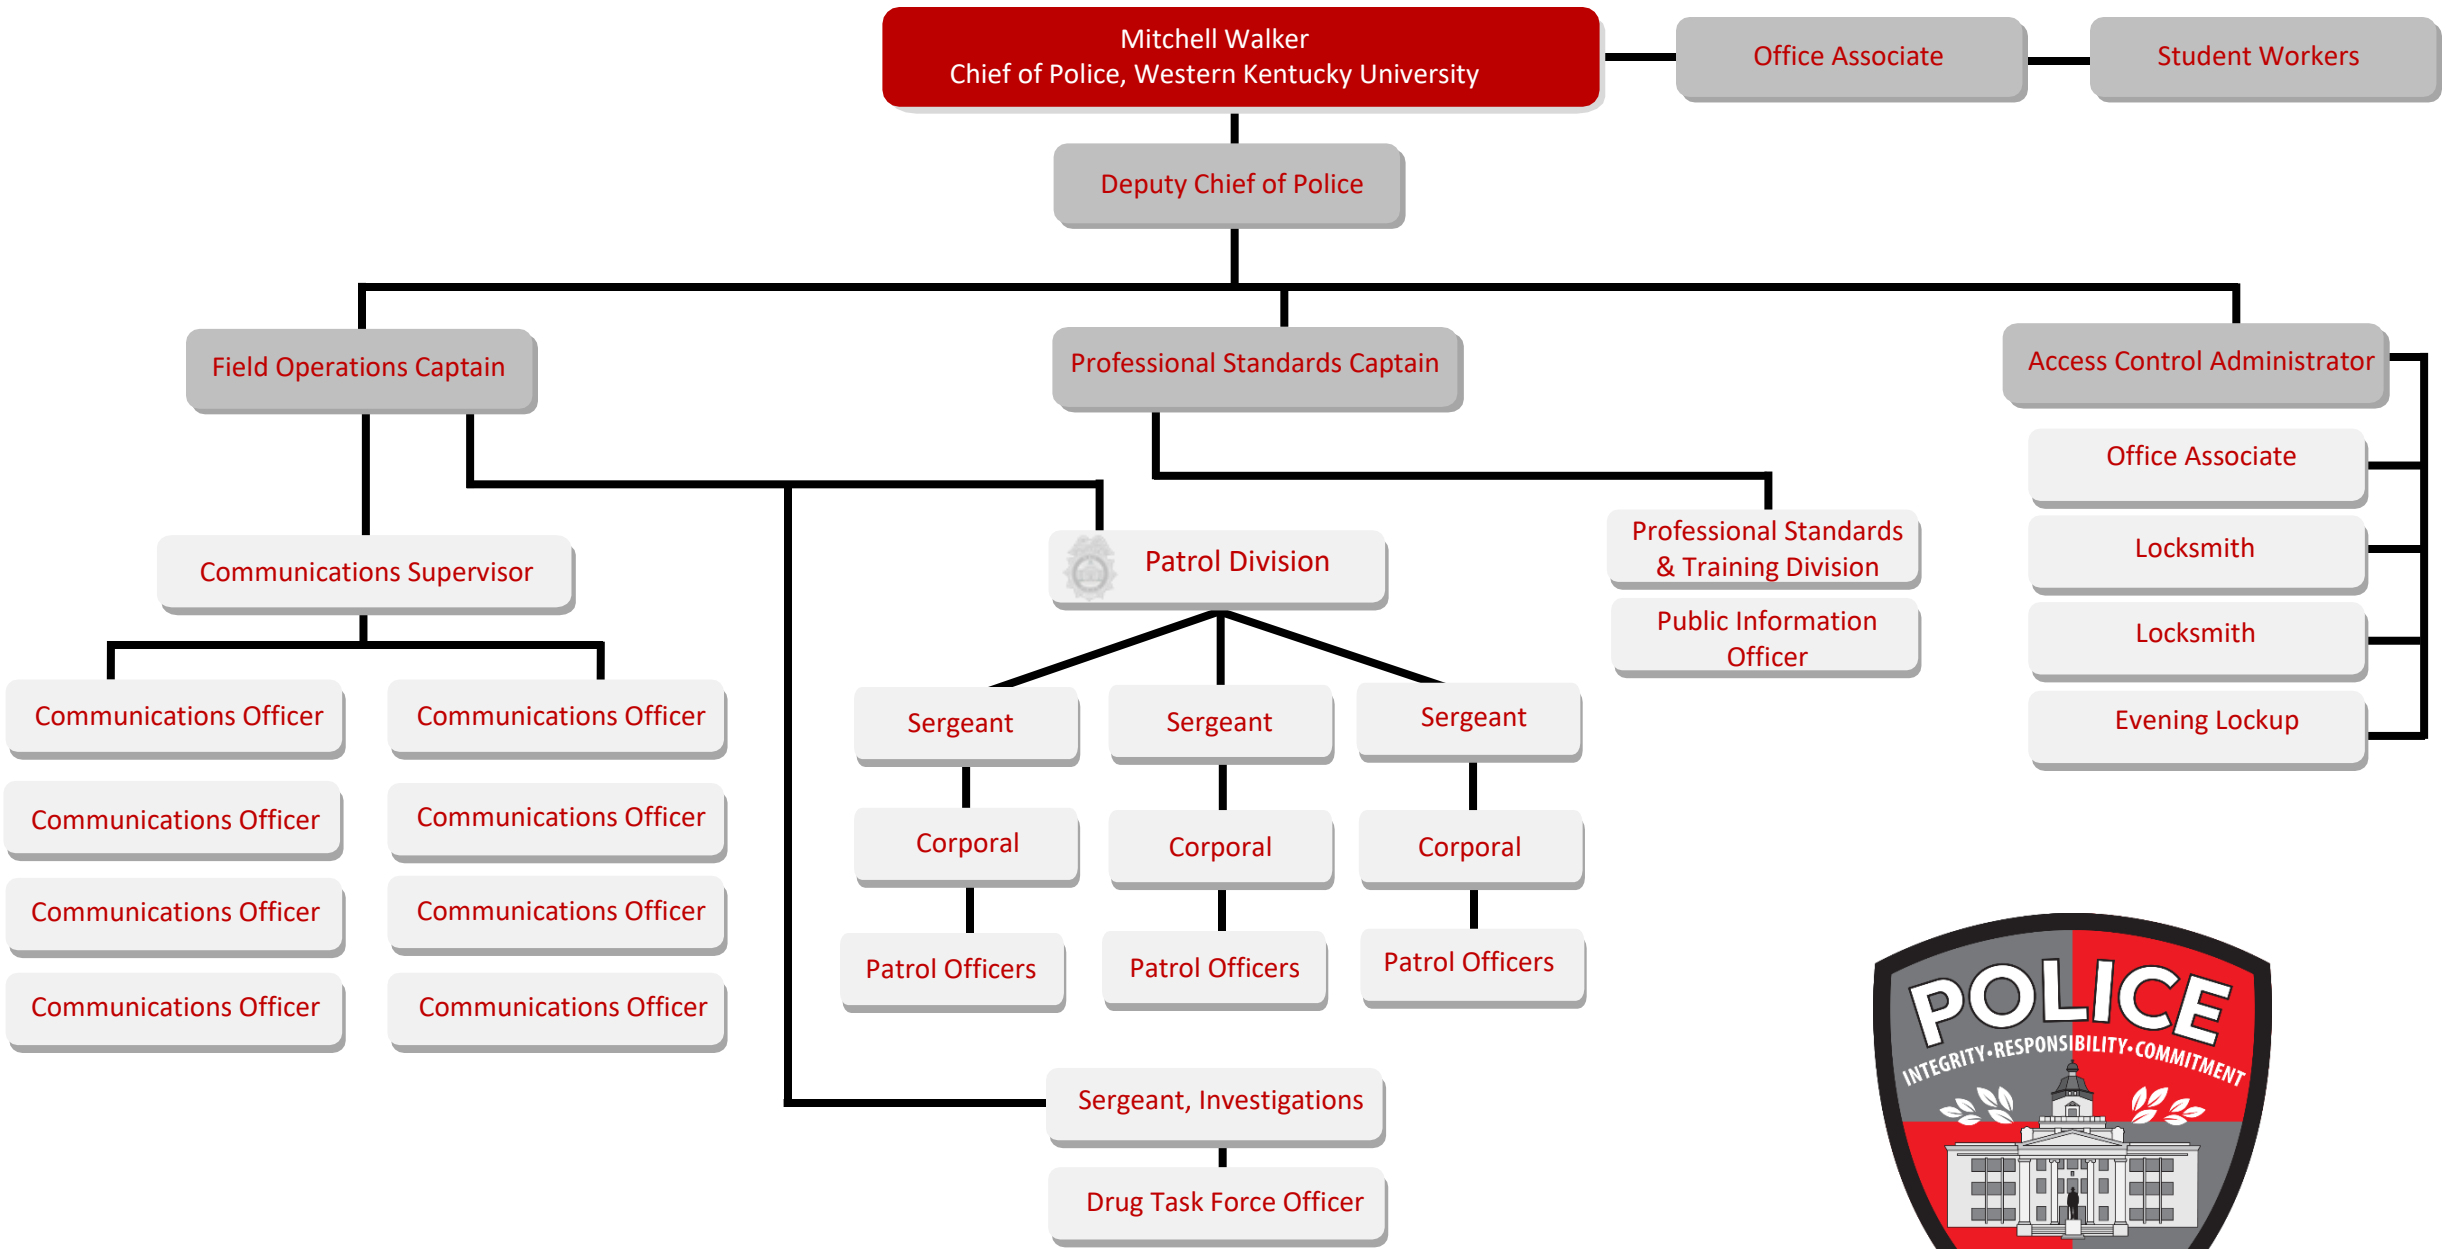 Mitchell Walker
Chief of Police, Western Kentucky University
Office Associate
Student Workers
Deputy Chief of Police
Field Operations Captain
Professional Standards Captain
Access Control Administrator
Office Associate
Locksmith
Locksmith
Evening Lockup
Professional Standards
& Training Division
Public Information
Officer
Communications Supervisor
Patrol Division
Communications Officer
Communications Officer
Communications Officer
Communications Officer
Communications Officer
Communications Officer
Communications Officer
Communications Officer
Sergeant
Sergeant
Sergeant
Corporal
Corporal
Corporal
Patrol Officers
Patrol Officers
Patrol Officers
Sergeant, Investigations
Drug Task Force Officer
POLICE
INTEGRITY•RESPONSIBILITY•COMMITMENT